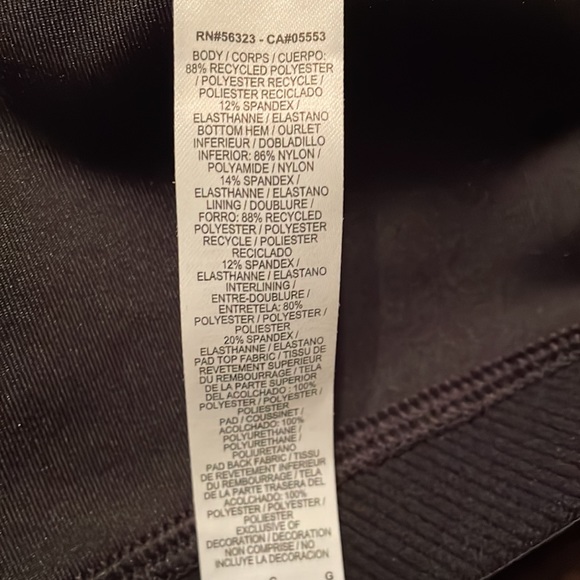 RN#56323 - CA#05553
BODY / CORPS / CUERPO:
88% RECYCLED POLYESTER
/ POLYESTER RECYCLE /
POLIESTER RECICLADO
12% SPANDEX /
ELASTHANNE / ELASTANO
BOTTOM HEM / OURLET
INFERIEUR / DOBLADILLO
INFERIOR: 86% NYLON /
POLYAMIDE / NYLON
14% SPANDEX /
ELASTHANNE / ELASTANO
LINING / DOUBLURE /
FORRO: 88% RECYCLED
POLYESTER / POLYESTER
RECYCLE / POLIESTER
RECICLADO
12% SPANDEX /
ELASTHANNE / ELASTANO
INTERLINING /
ENTRE-DOUBLURE /
ENTRETELA: 80%
POLYESTER / POLYESTER /
POLIESTER
20% SPANDEX /
ELASTHANNE / ELASTANO
PAD TOP FABRIC / TISSU DE
REVETEMENT SUPERIEUR
DU REMBOURRAGE / TELA
DE LA PARTE SUPERIOR
DEL ACOLCHADO : 100%
POLYESTER / POLYESTER /
POLIESTER
PAD / COUSSINET /
ACOLCHADO: 100%
POLYURETHANE /
POLYURETHANE /
POLIURETANO
PAD BACK FABRIC / TISSU
DE REVETEMENT INFERIEUR
DU REMBOURRAGE / TELA
DE LA PARTE TRASERA DEL
ACOLCHADO: 100%
POLYESTER / POLYESTER /
POLIESTER
EXCLUSIVE OF
DECORATION / DECORATION
NON COMPRISE / NO
INCLUYE LA DECORACION
G